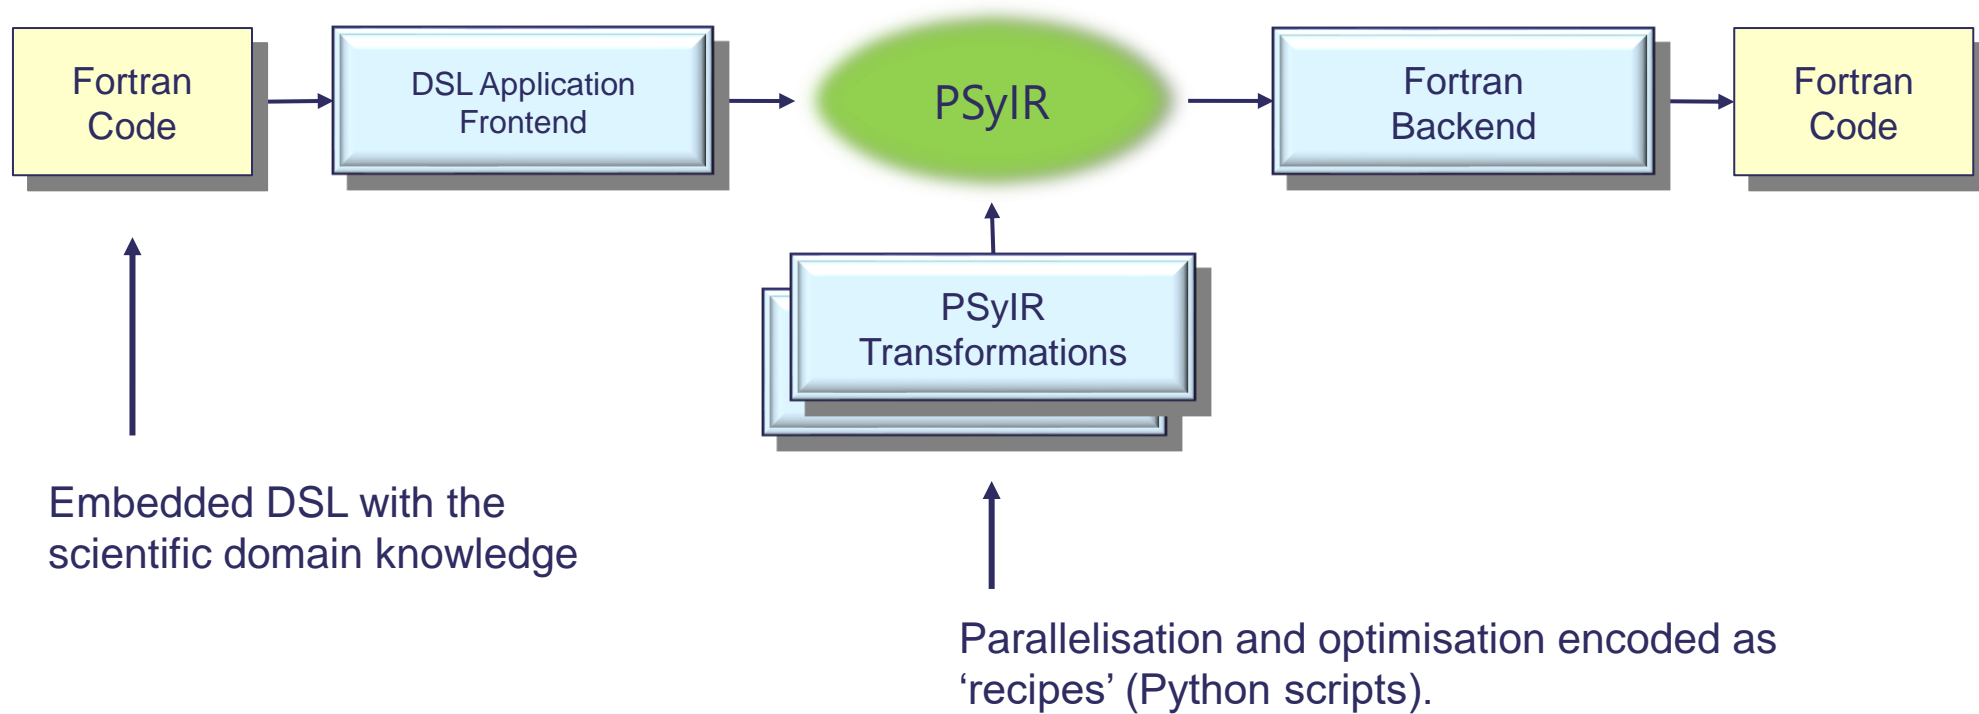 Fortran
Code
DSL Application
Frontend
PSyIR
Fortran
Backend
Fortran
Code
PSyIR
Transformations
Embedded DSL with the
scientific domain knowledge
Parallelisation and optimisation encoded as
‘recipes’ (Python scripts).